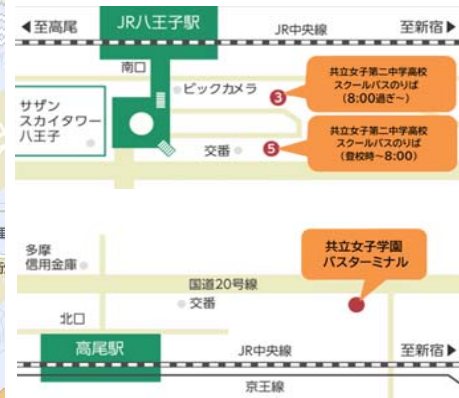 ◀至高尾
JR八王子駅
JR中央線
至新宿▶
南口
ビックカメラ
3
共立女子第二中学高校
スクールバスのりば
(8:00過ぎ~)
サザン
スカイタワー
八王子
交番
5
共立女子第二中学高校
スクールバスのりば
(登校時~8:00)
多摩
信用金庫
共立女子学園
バスターミナル
国道20号線
交番
北口
高尾駅
JR中央線
至新宿▶
京王線